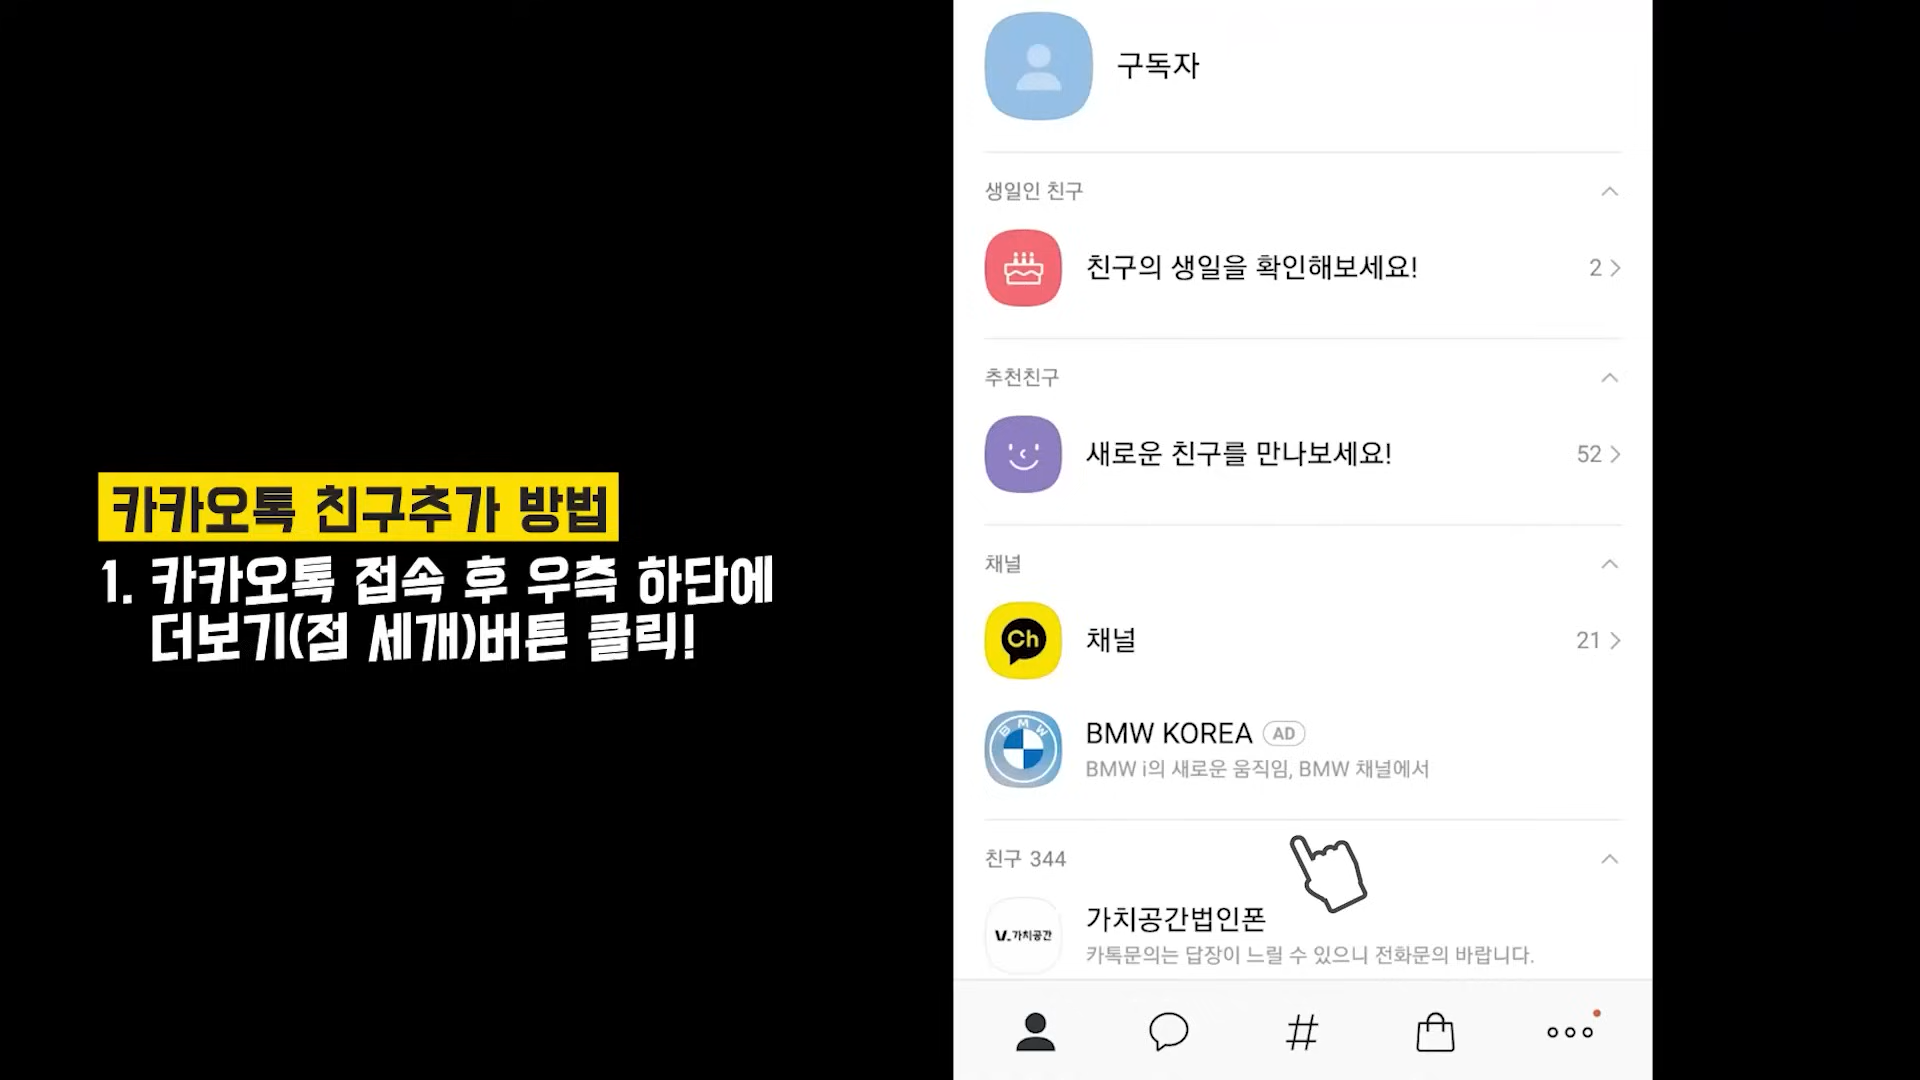 카카오톡 친구추가 방법
1. 카카오톡 접속 후 우측 하단에
더보기(점 세개)버튼 클릭!
구독자
생일인 친구
친구의 생일을 확인해보세요!
2
추천친구
새로운 친구를 만나보세요!
52
채널
Ch
채널
21
BMW
BMW KOREA AD
BMW i의 새로운 움직임, BMW 채널에서
친구 344
V.가치공간
가치공간법인폰
카톡문의는 답장이 느릴 수 있으니 전화문의 바랍니다.